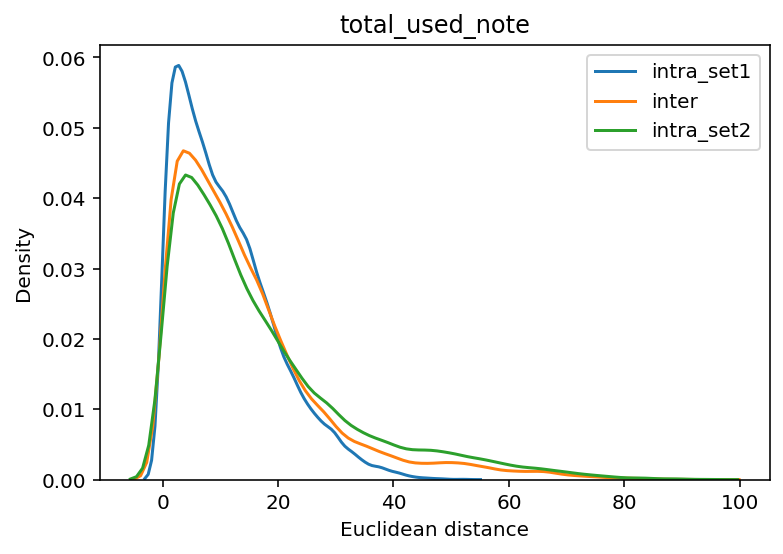 total_used_note
intra_set1
inter
intra_set2
Density
0.06
0.05
0.04
0.03
0.02
0.01
0.00
0
20
40
60
80
100
Euclidean distance